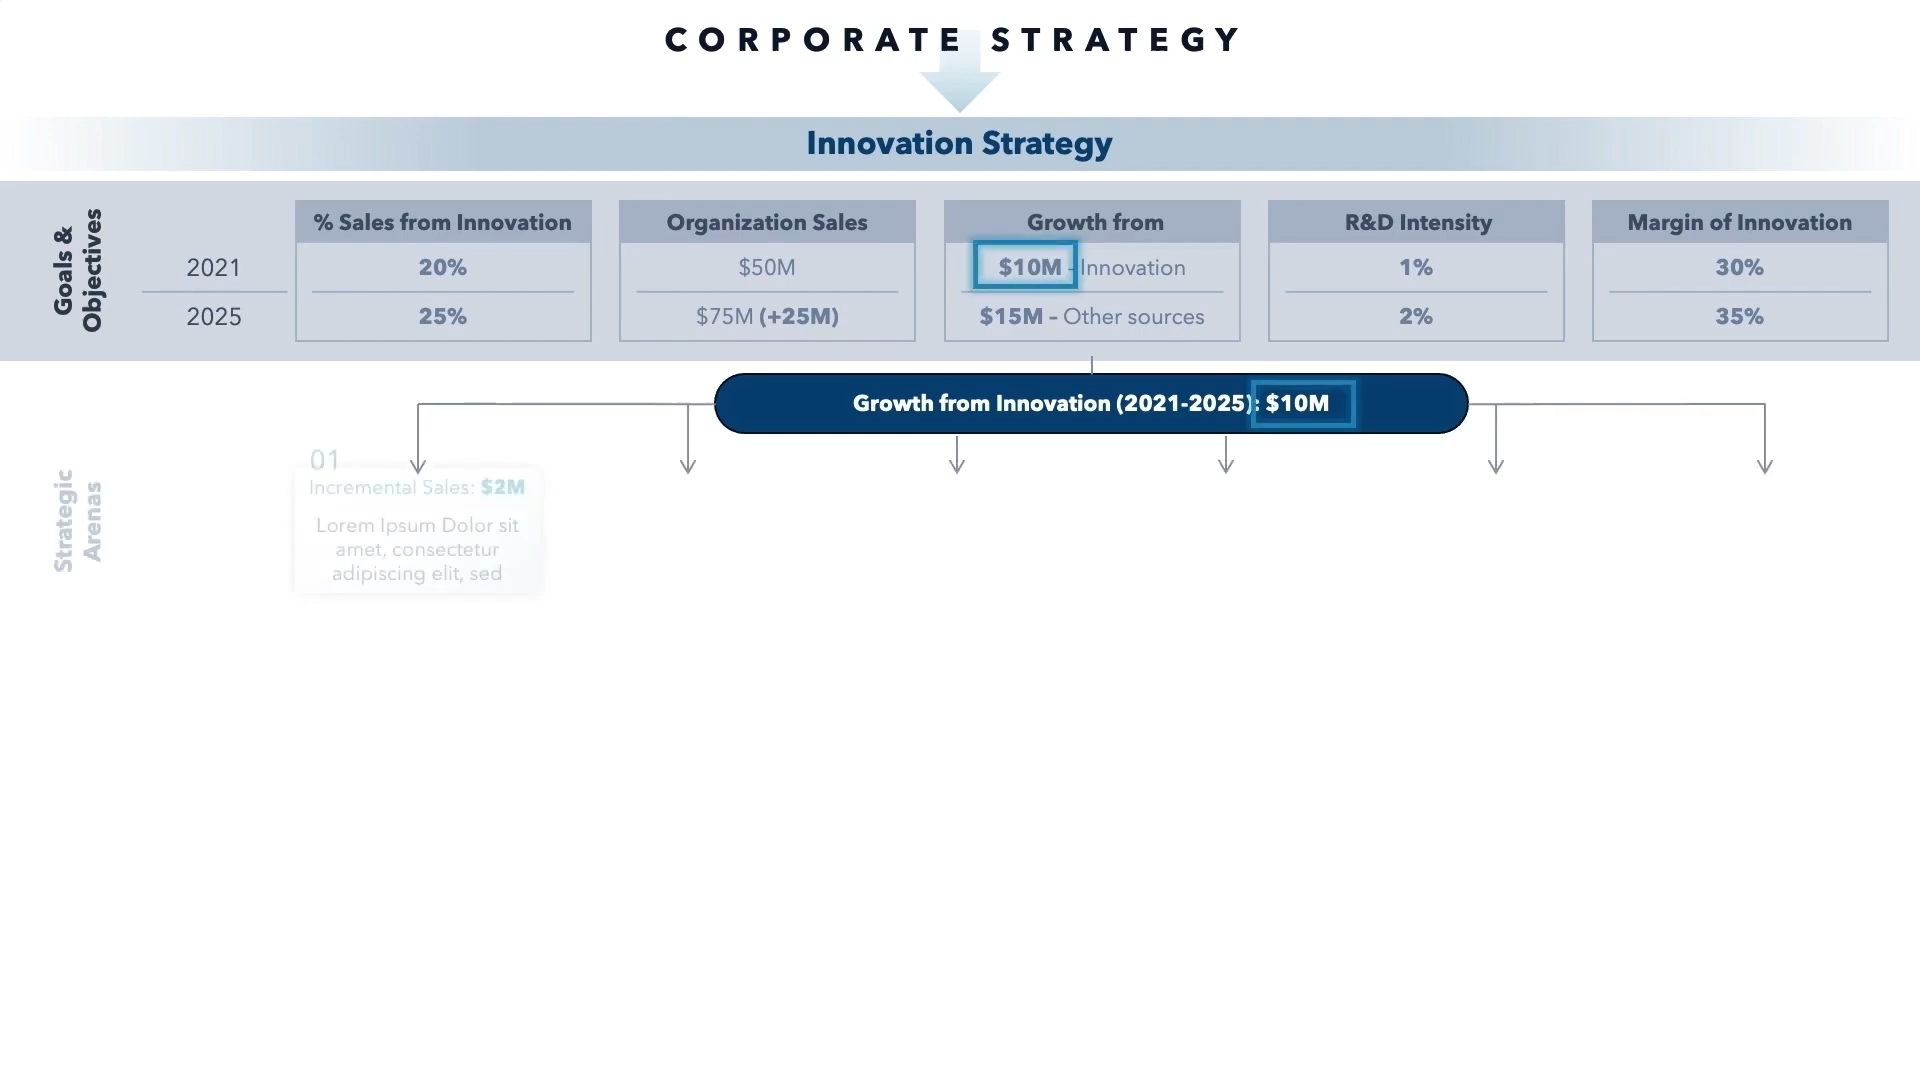 CORPORATE STRATEGY
Innovation Strategy
Goals &
Objectives
% Sales from Innovation
Organization Sales
Growth from
R&D Intensity
Margin of Innovation
2021
20%
$50M
$10M - Innovation
1%
30%
2025
25%
$75M (+25M)
$15M – Other sources
2%
35%
Growth from Innovation (2021-2025): $10M
Strategic
Arenas
01
Incremental Sales: $2M
Lorem Ipsum Dolor sit
amet, consectetur
adipiscing elit, sed